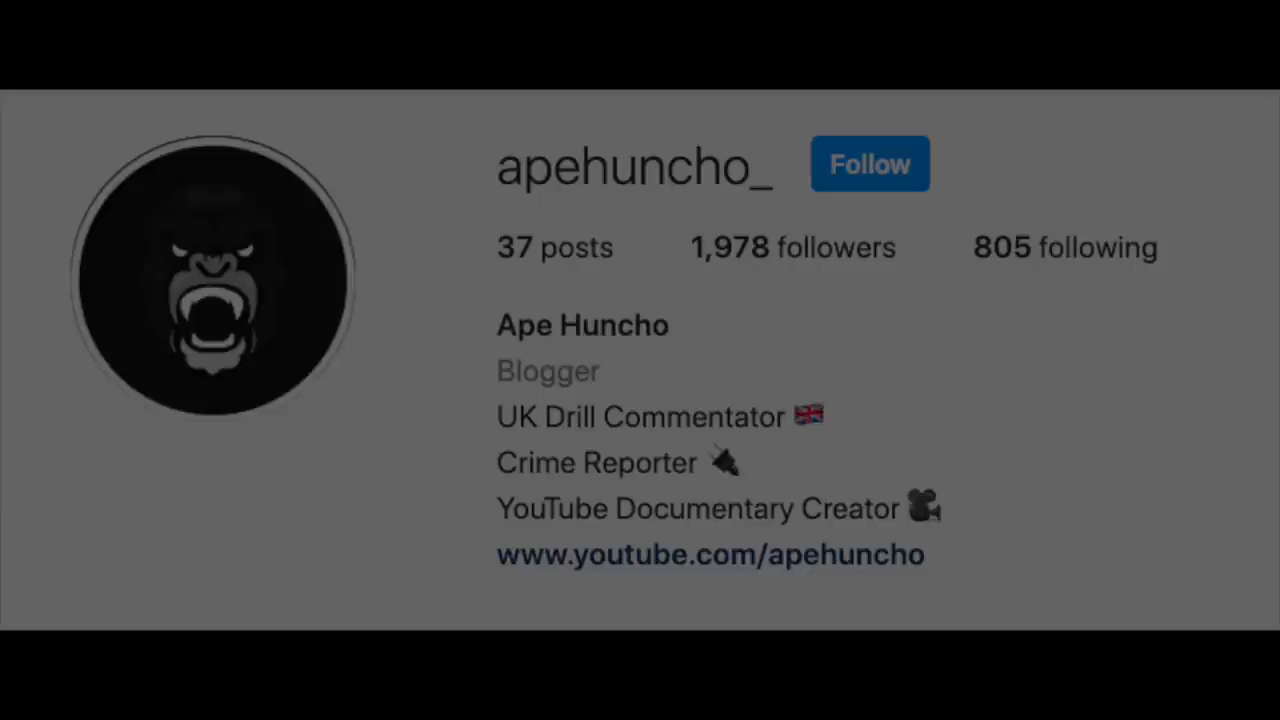 apehuncho_ Follow
37 posts 1,978 followers 805 following
Ape Huncho
Blogger
UK Drill Commentator 🇬🇧
Crime Reporter 🔌
YouTube Documentary Creator 🎥
www.youtube.com/apehuncho